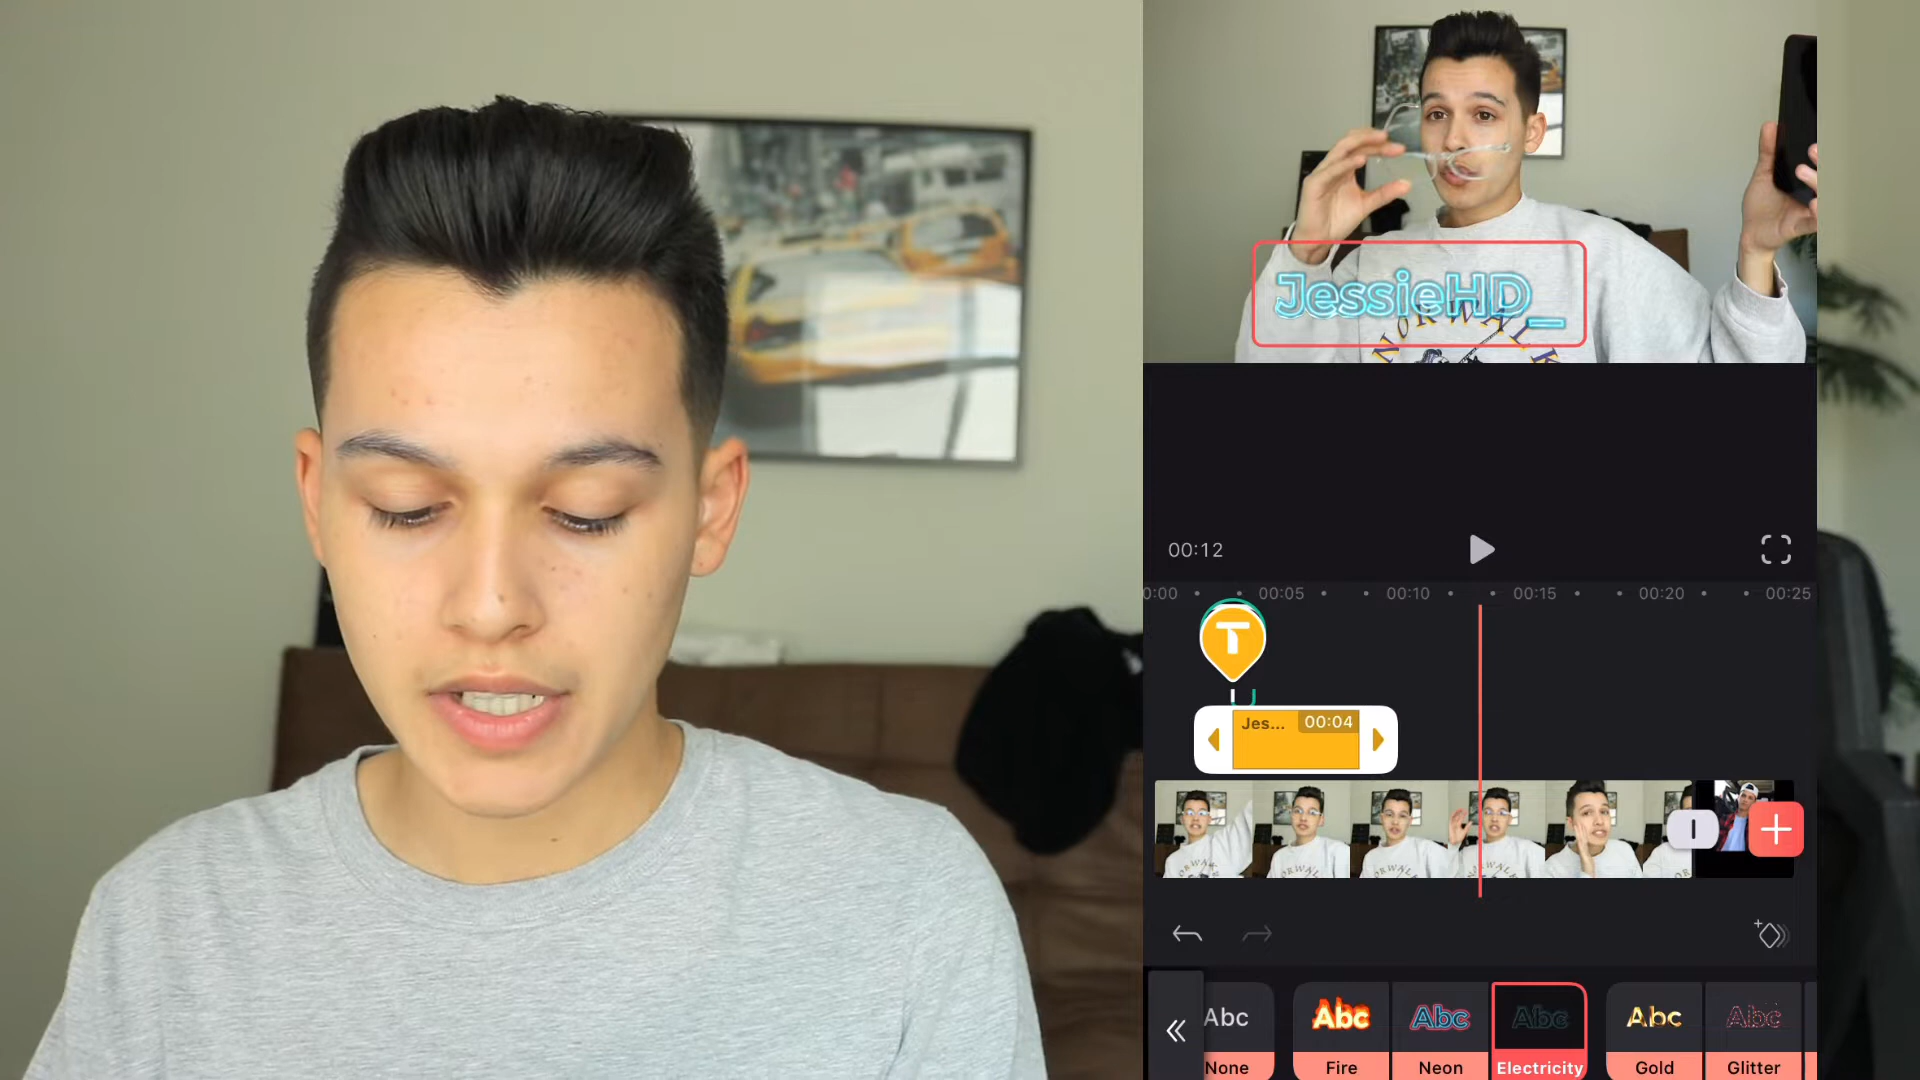 JessieHD_
NORWALK
00:12
0:00 00:05 00:10 00:15 00:20 00:25
T
Jes... 00:04
Abc Abc Abc Abc Abc Abc
None Fire Neon Electricity Gold Glitter